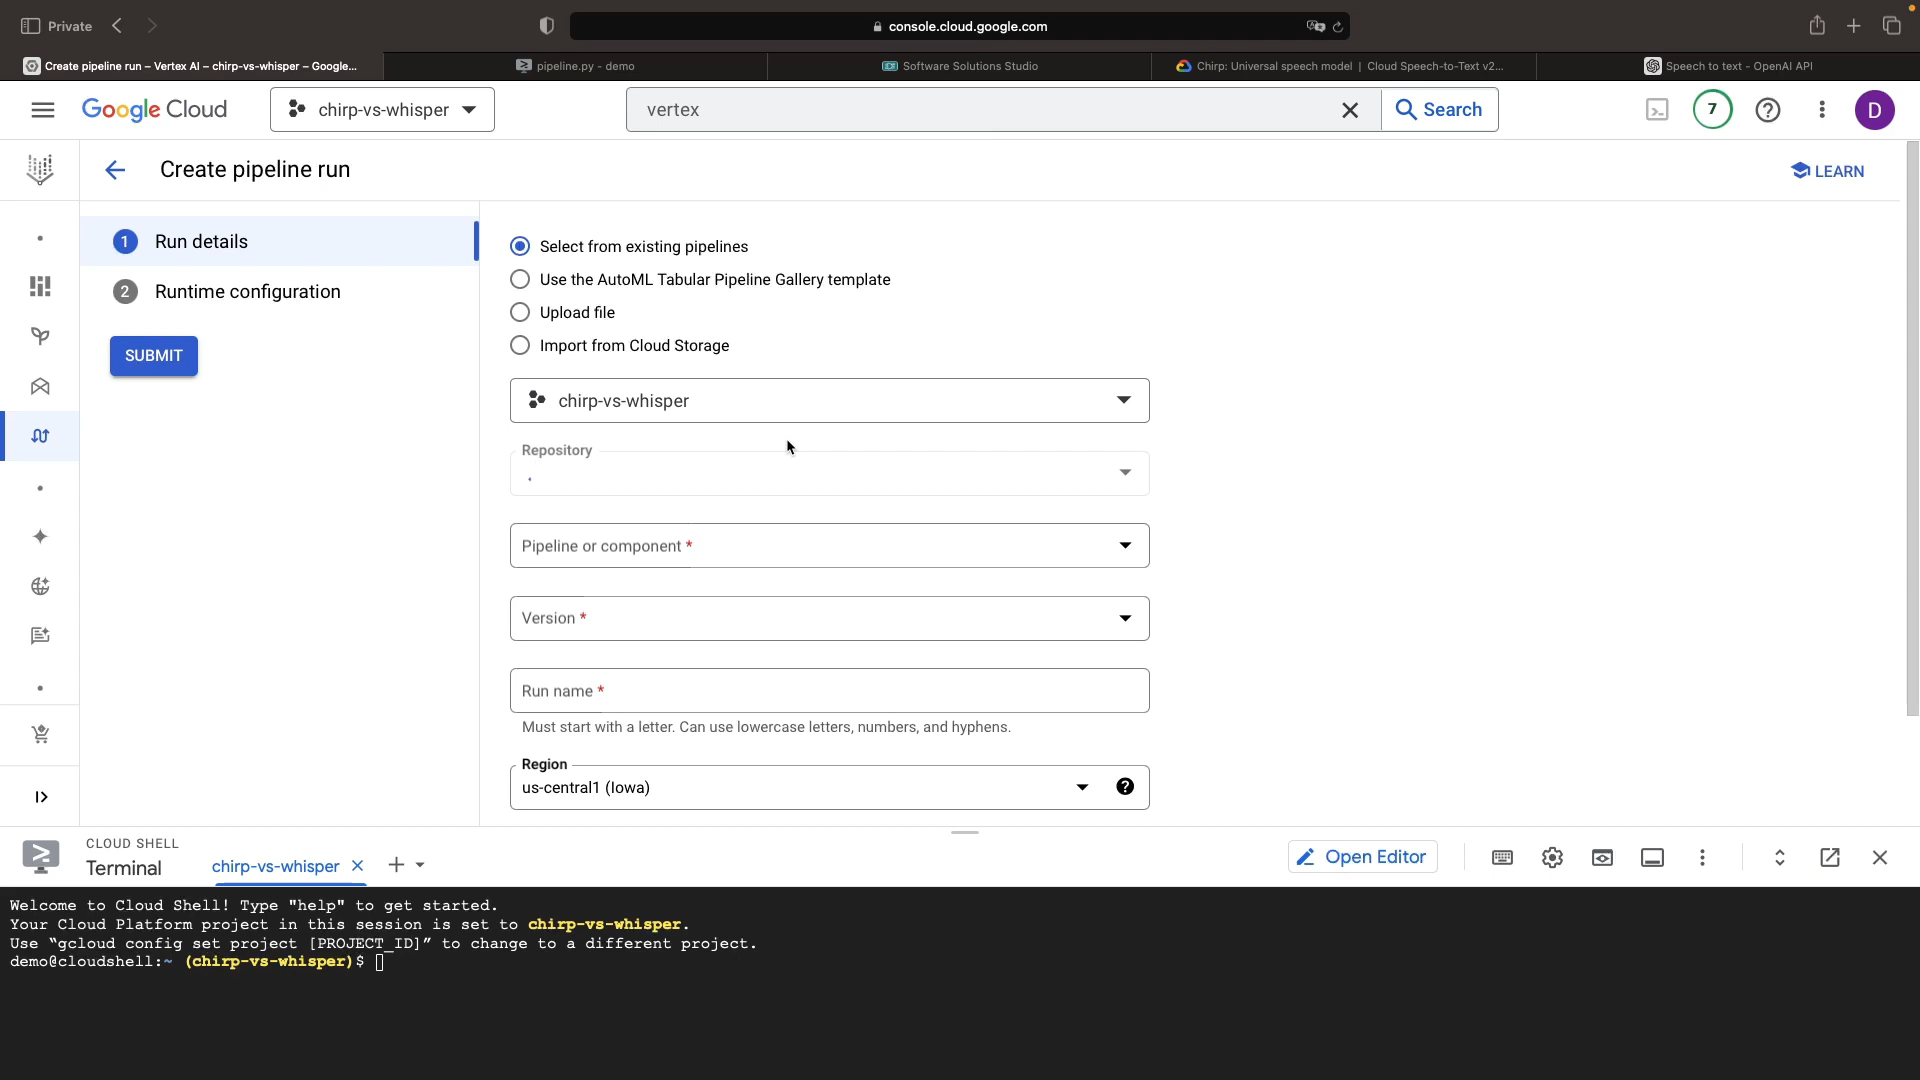 Private
console.cloud.google.com
Create pipeline run – Vertex AI – chirp-vs-whisper – Google...
pipeline.py - demo
Software Solutions Studio
Chirp: Universal speech model | Cloud Speech-to-Text v2...
Speech to text - OpenAI API
Google Cloud
chirp-vs-whisper
vertex
Search
7
D
Create pipeline run
LEARN
1 Run details
2 Runtime configuration
SUBMIT
Select from existing pipelines
Use the AutoML Tabular Pipeline Gallery template
Upload file
Import from Cloud Storage
chirp-vs-whisper
Repository
Pipeline or component *
Version *
Run name *
Must start with a letter. Can use lowercase letters, numbers, and hyphens.
Region
us-central1 (Iowa)
CLOUD SHELL
Terminal
chirp-vs-whisper
Open Editor
Welcome to Cloud Shell! Type "help" to get started.
Your Cloud Platform project in this session is set to chirp-vs-whisper.
Use “gcloud config set project [PROJECT_ID]” to change to a different project.
demo@cloudshell:~ (chirp-vs-whisper)$